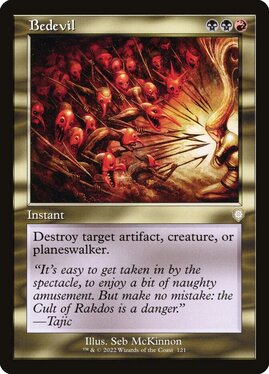 Bedevil
Instant
Destroy target artifact, creature, or
planeswalker.
“It’s easy to get taken in by the
spectacle, to enjoy a bit of naughty
amusement. But make no mistake: the
Cult of Rakdos is a danger.”
—Tajic
Illus. Seb McKinnon
™ & © 2022 Wizards of the Coast 121